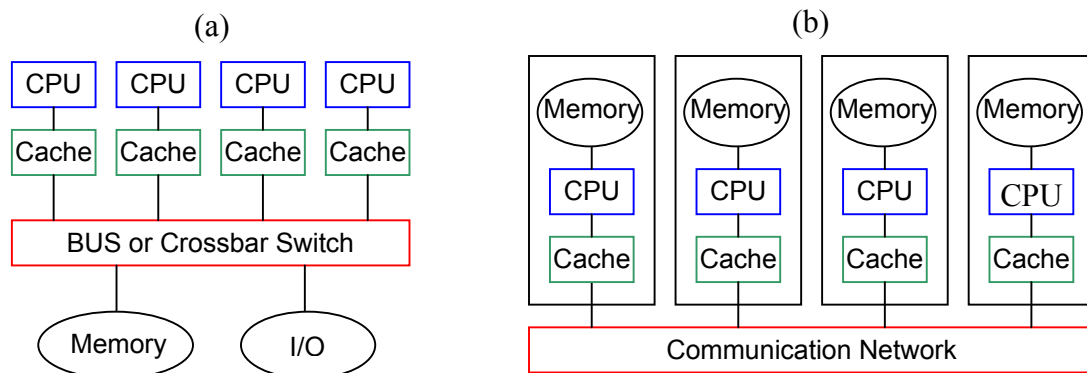 (a)
CPU CPU CPU CPU
Cache Cache Cache Cache
BUS or Crossbar Switch
Memory I/O
(b)
Memory Memory Memory Memory
CPU CPU CPU CPU
Cache Cache Cache Cache
Communication Network